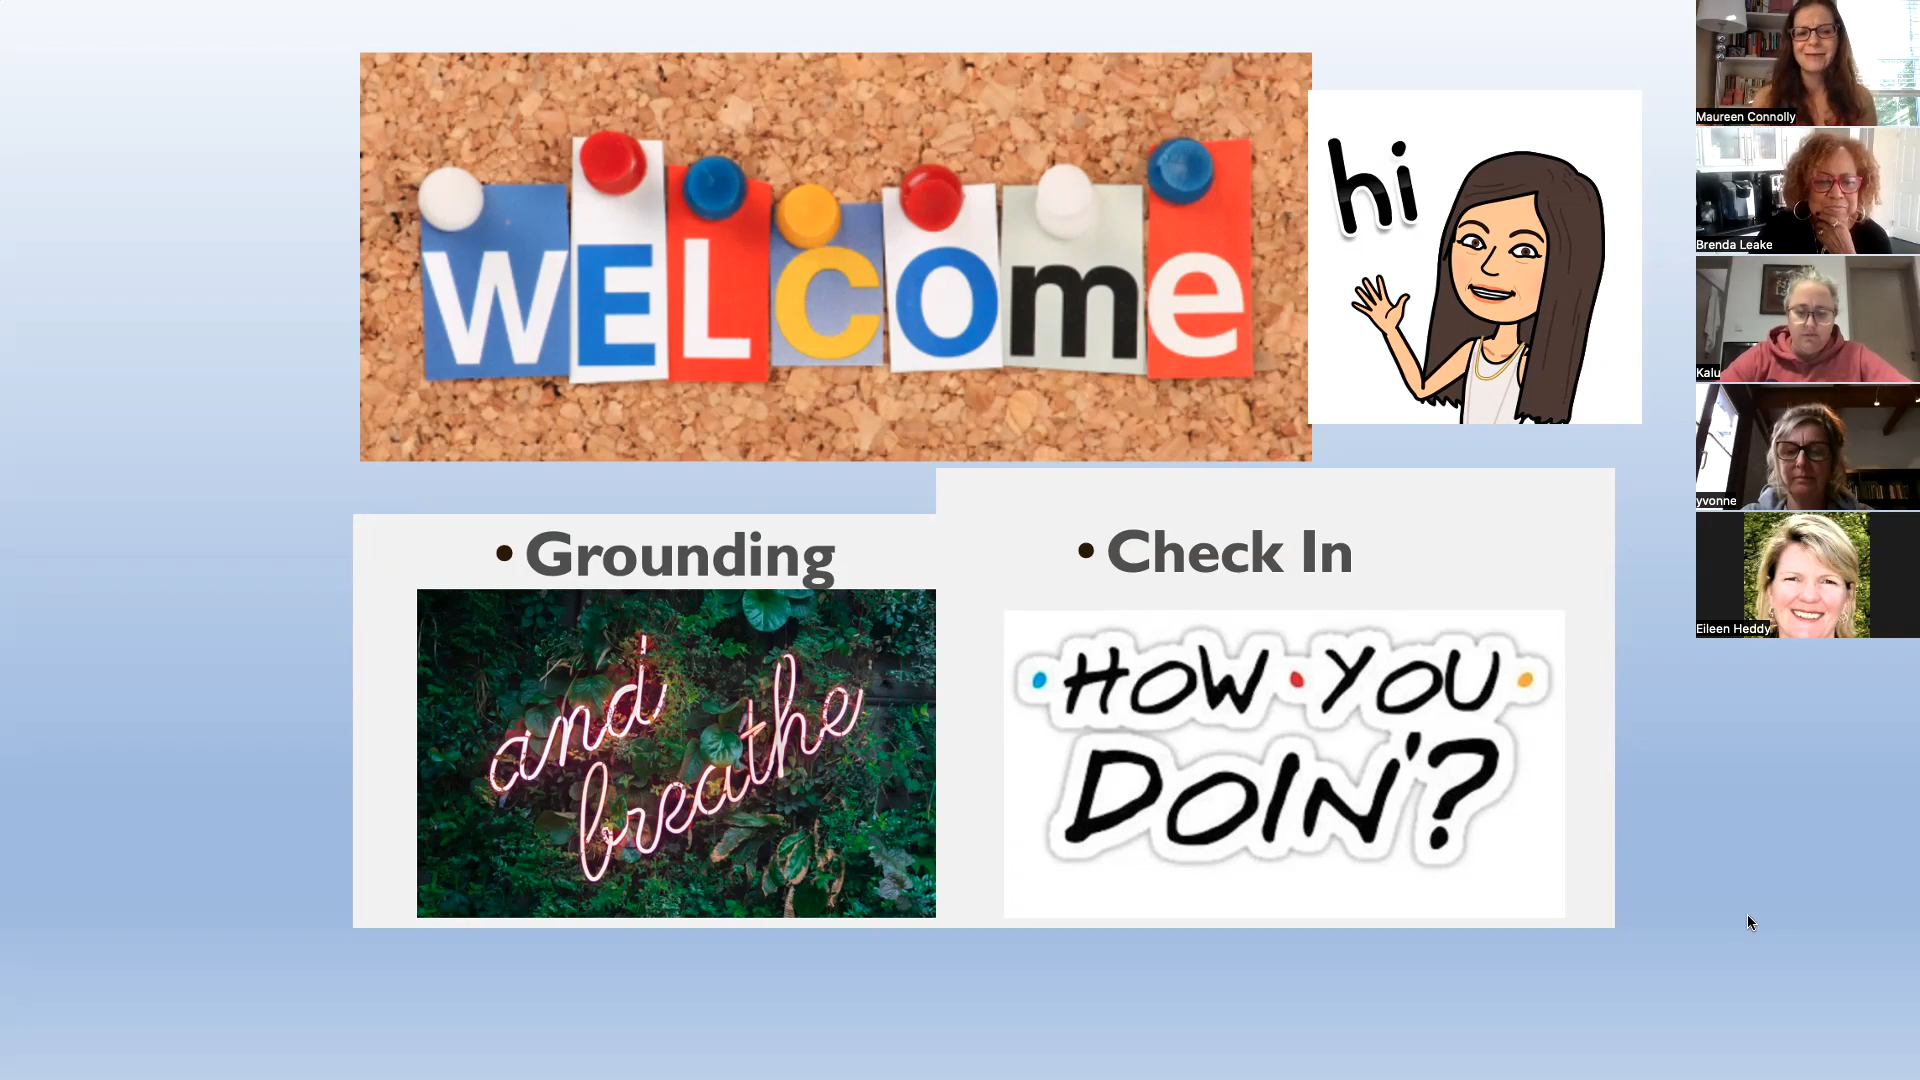 WELCOme
hi
• Grounding
and
breathe
• Check In
HOW•YOU
DOIN'?
Maureen Connolly
Brenda Leake
Kalu
yvonne
Eileen Heddy